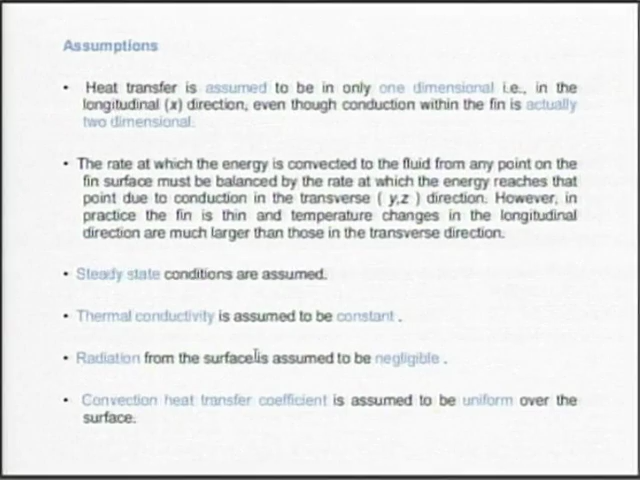 Assumptions
• Heat transfer is assumed to be in only one dimensional i.e., in the
longitudinal (x) direction, even though conduction within the fin is actually
two dimensional.
• The rate at which the energy is convected to the fluid from any point on the
fin surface must be balanced by the rate at which the energy reaches that
point due to conduction in the transverse ( y,z ) direction. However, in
practice the fin is thin and temperature changes in the longitudinal
direction are much larger than those in the transverse direction.
• Steady state conditions are assumed.
• Thermal conductivity is assumed to be constant .
• Radiation from the surface is assumed to be negligible .
• Convection heat transfer coefficient is assumed to be uniform over the
surface.